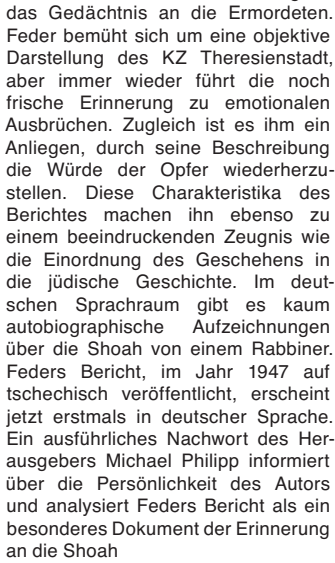 das Gedächtnis an die Ermordeten.
Feder bemüht sich um eine objektive
Darstellung des KZ Theresienstadt,
aber immer wieder führt die noch
frische Erinnerung zu emotionalen
Ausbrüchen. Zugleich ist es ihm ein
Anliegen, durch seine Beschreibung
die Würde der Opfer wiederherzu-
stellen. Diese Charakteristika des
Berichtes machen ihn ebenso zu
einem beeindruckenden Zeugnis wie
die Einordnung des Geschehens in
die jüdische Geschichte. Im deut-
schen Sprachraum gibt es kaum
autobiographische Aufzeichnungen
über die Shoah von einem Rabbiner.
Feders Bericht, im Jahr 1947 auf
tschechisch veröffentlicht, erscheint
jetzt erstmals in deutscher Sprache.
Ein ausführliches Nachwort des Her-
ausgebers Michael Philipp informiert
über die Persönlichkeit des Autors
und analysiert Feders Bericht als ein
besonderes Dokument der Erinnerung
an die Shoah